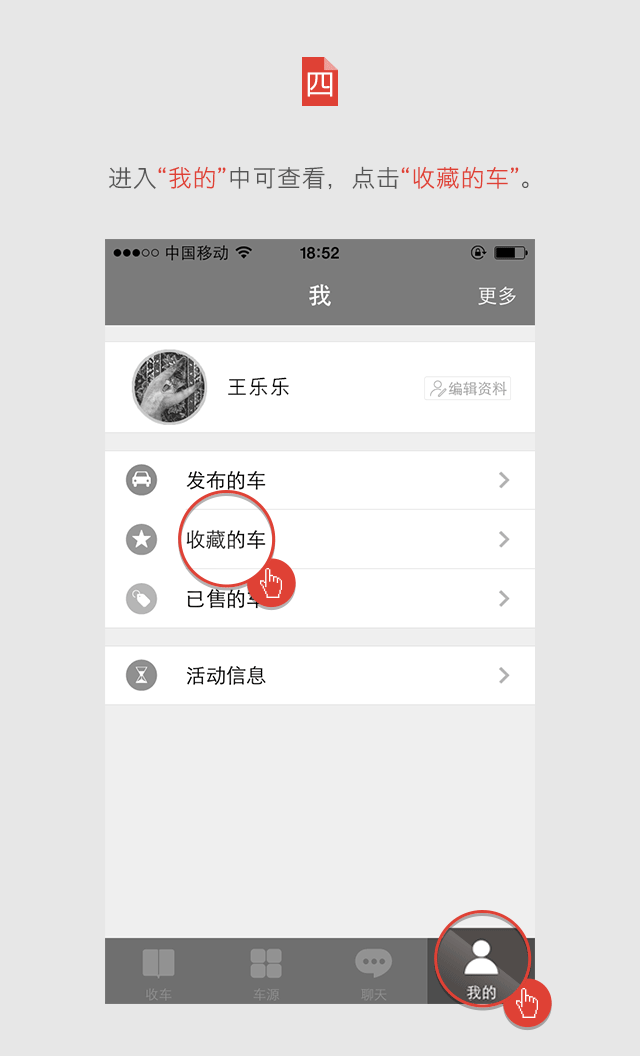 四
进入“我的”中可查看，点击“收藏的车”。
中国移动 18:52
我 更多
王乐乐 编辑资料
发布的车
收藏的车
已售的车
活动信息
收车 车源 聊天 我的